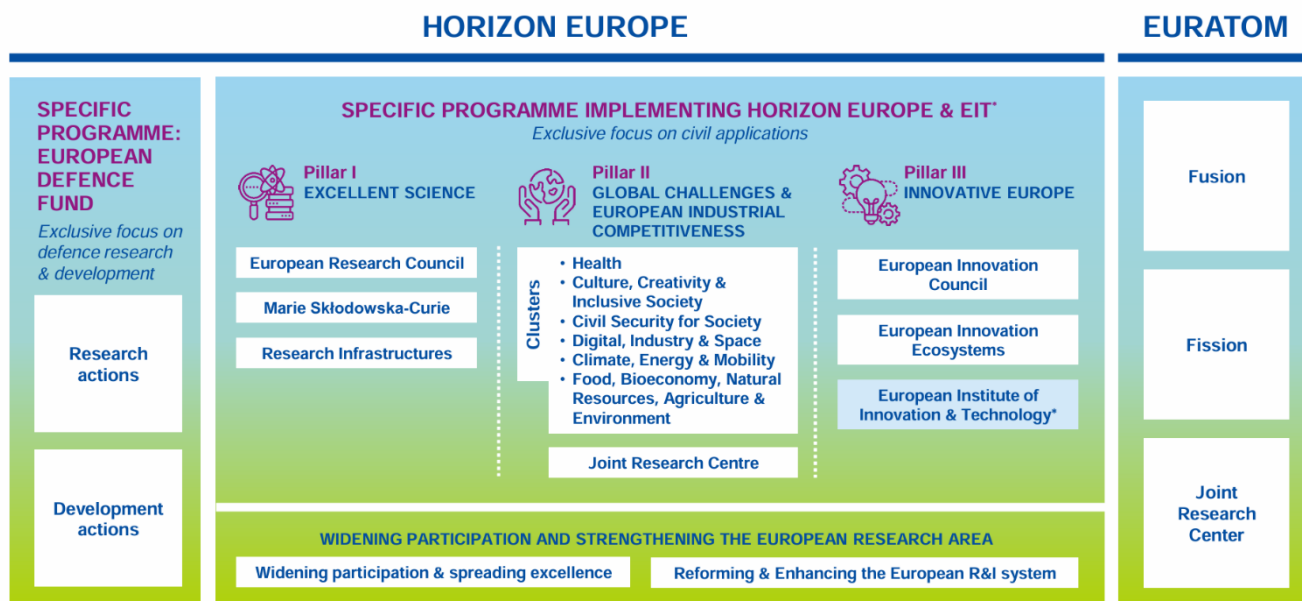 HORIZON EUROPE
EURATOM
SPECIFIC
PROGRAMME:
EUROPEAN
DEFENCE
FUND
Exclusive focus on
defence research
& development
Research
actions
Development
actions
SPECIFIC PROGRAMME IMPLEMENTING HORIZON EUROPE & EIT*
Exclusive focus on civil applications
Pillar I
EXCELLENT SCIENCE
European Research Council
Marie Skłodowska-Curie
Research Infrastructures
Pillar II
GLOBAL CHALLENGES &
EUROPEAN INDUSTRIAL
COMPETITIVENESS
Clusters
• Health
• Culture, Creativity &
Inclusive Society
• Civil Security for Society
• Digital, Industry & Space
• Climate, Energy & Mobility
• Food, Bioeconomy, Natural
Resources, Agriculture &
Environment
Joint Research Centre
Pillar III
INNOVATIVE EUROPE
European Innovation
Council
European Innovation
Ecosystems
European Institute of
Innovation & Technology*
WIDENING PARTICIPATION AND STRENGTHENING THE EUROPEAN RESEARCH AREA
Widening participation & spreading excellence
Reforming & Enhancing the European R&I system
Fusion
Fission
Joint
Research
Center